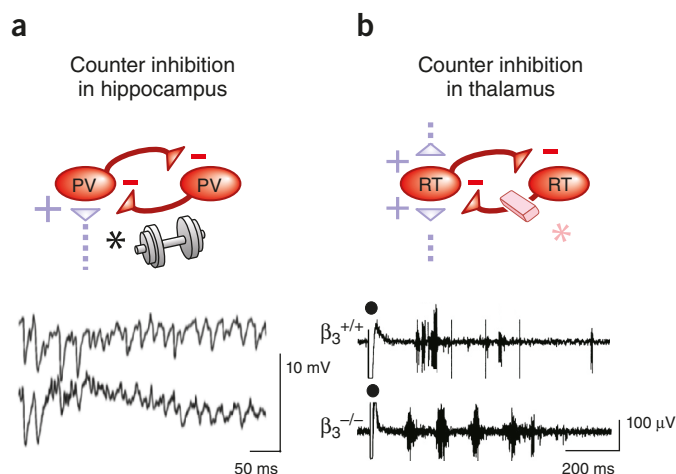 a
Counter inhibition
in hippocampus
PV
PV
+
−
−
*
10 mV
50 ms
b
Counter inhibition
in thalamus
RT
RT
+
+
−
−
*
β3+/+
β3−/−
100 μV
200 ms